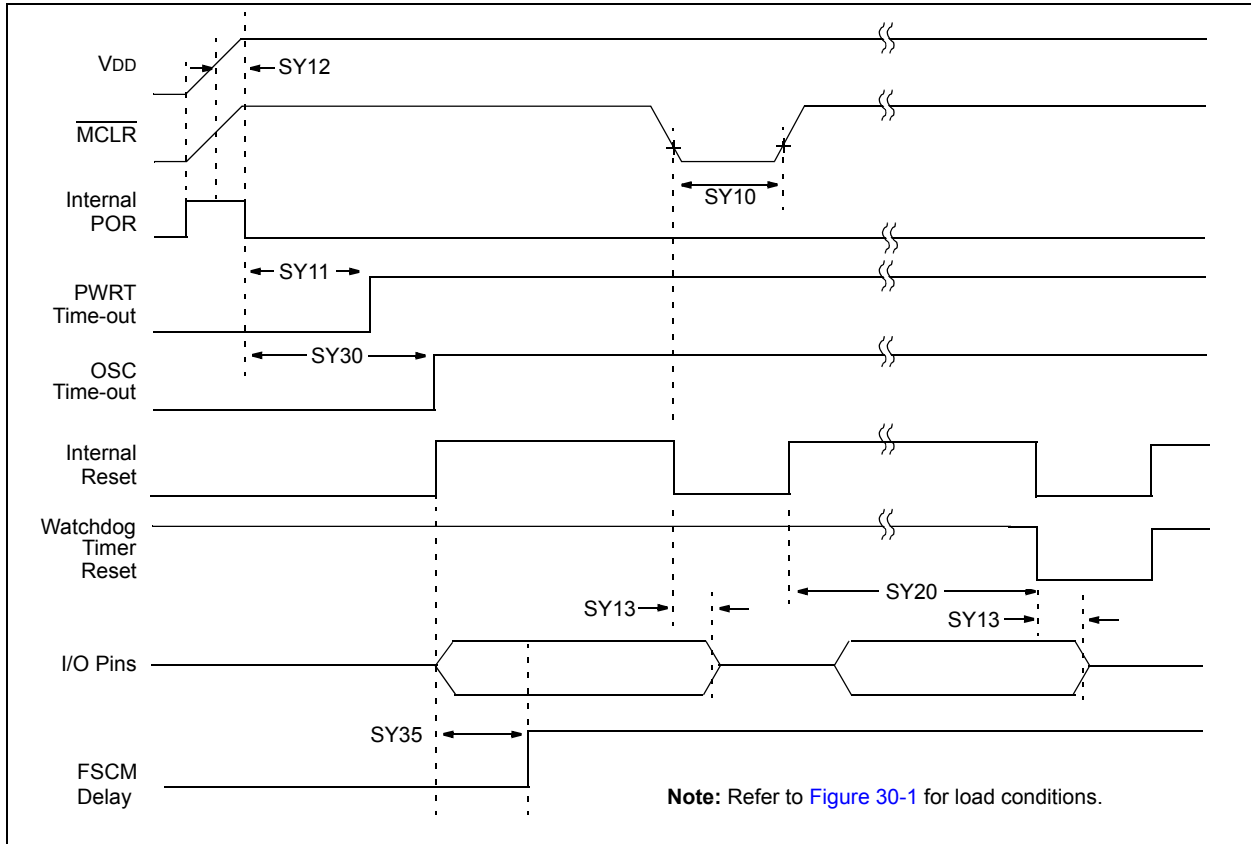 VDD
SY12
MCLR
SY10
Internal
POR
SY11
PWRT
Time-out
SY30
OSC
Time-out
Internal
Reset
Watchdog
Timer
Reset
SY20
SY13
SY13
I/O Pins
SY35
FSCM
Delay
Note: Refer to Figure 30-1 for load conditions.